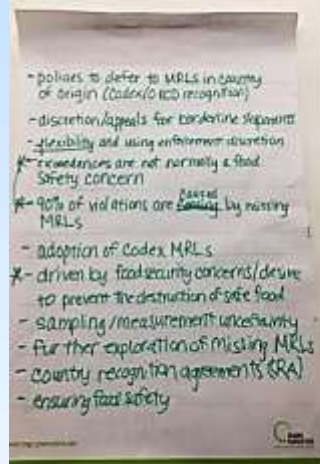 - policies to defer to MRLs in country
of origin (Codex/OECD recognition)
- discretion/appeals for borderline shipments
- flexibility and using enforcement discretion
* - exceedances are not normally a food
safety concern
caused
* - 90% of violations are by missing
MRLs
- adoption of Codex MRLs
* - driven by food security concerns/desire
to prevent the destruction of safe food
- sampling/measurement uncertainty
- further exploration of missing MRLs
- country recognition agreements (RA)
- ensuring food safety